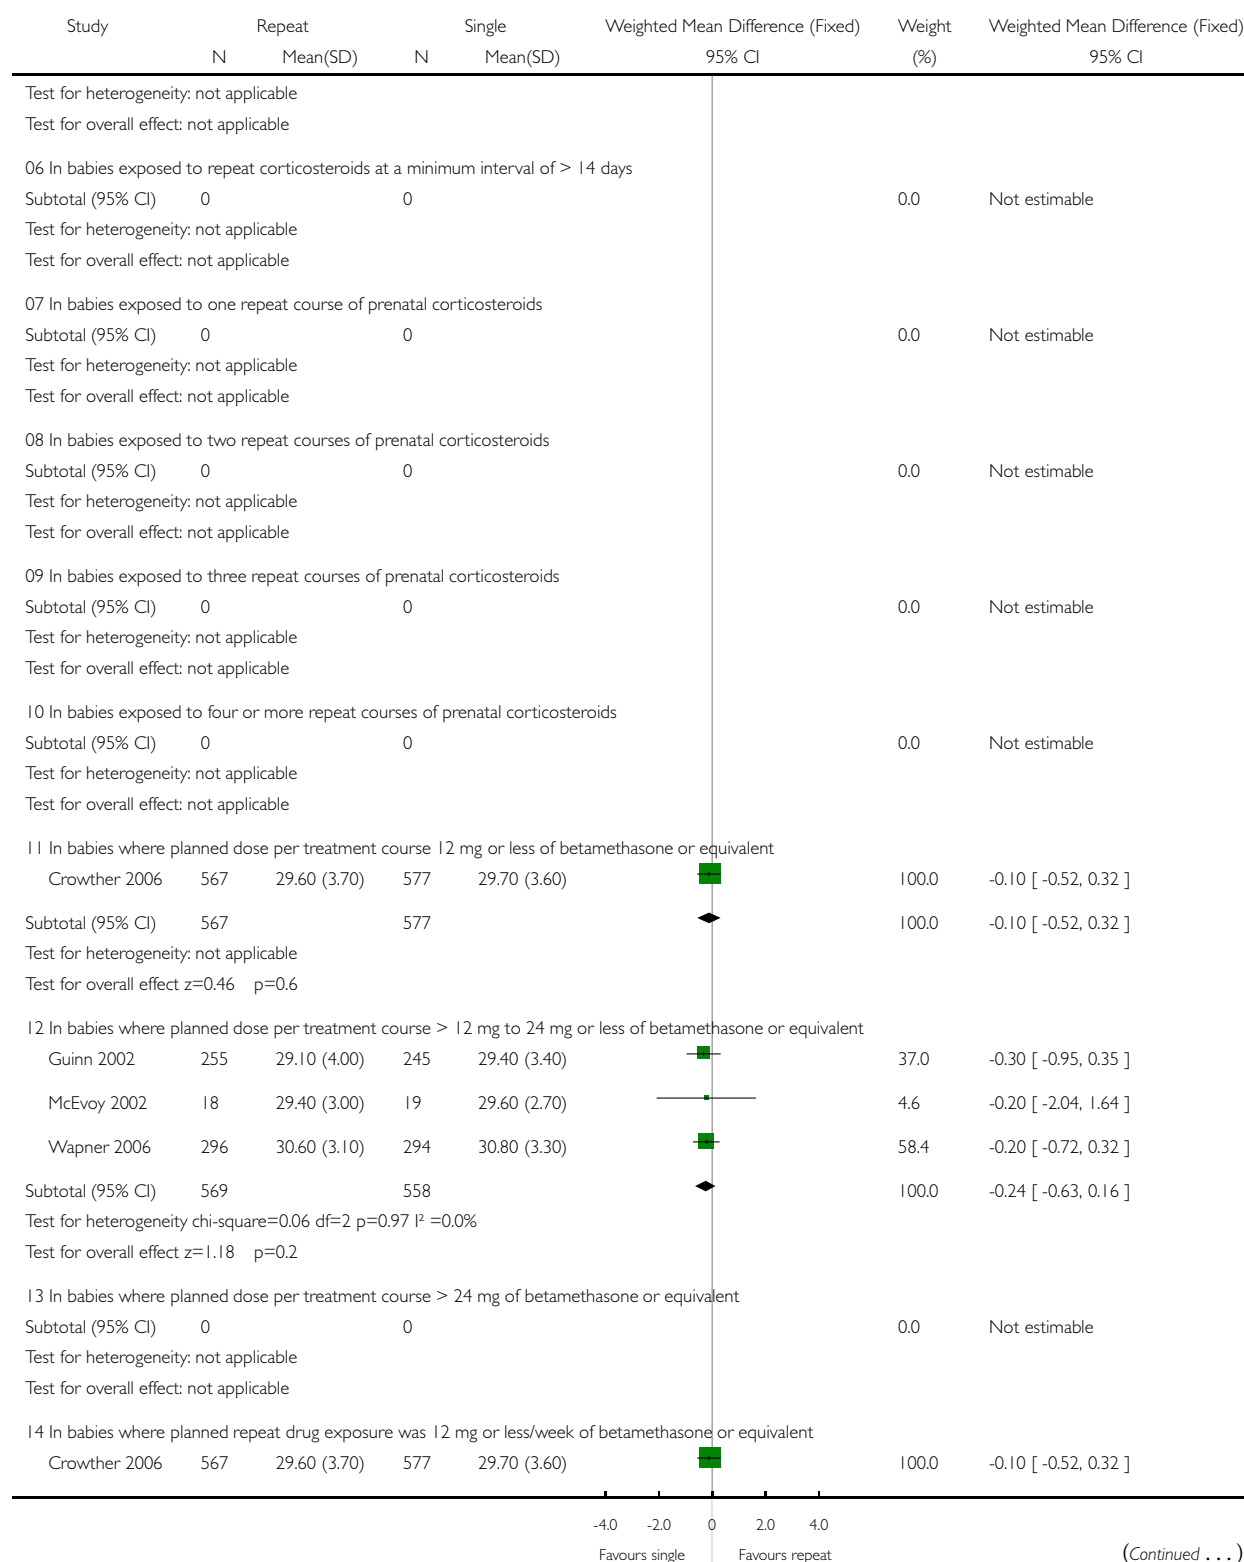 Study Repeat Single Weighted Mean Difference (Fixed) Weight Weighted Mean Difference (Fixed)
N Mean(SD) N Mean(SD) 95% CI (%) 95% CI
Test for heterogeneity: not applicable
Test for overall effect: not applicable
06 In babies exposed to repeat corticosteroids at a minimum interval of > 14 days
Subtotal (95% CI) 0 0 0.0 Not estimable
Test for heterogeneity: not applicable
Test for overall effect: not applicable
07 In babies exposed to one repeat course of prenatal corticosteroids
Subtotal (95% CI) 0 0 0.0 Not estimable
Test for heterogeneity: not applicable
Test for overall effect: not applicable
08 In babies exposed to two repeat courses of prenatal corticosteroids
Subtotal (95% CI) 0 0 0.0 Not estimable
Test for heterogeneity: not applicable
Test for overall effect: not applicable
09 In babies exposed to three repeat courses of prenatal corticosteroids
Subtotal (95% CI) 0 0 0.0 Not estimable
Test for heterogeneity: not applicable
Test for overall effect: not applicable
10 In babies exposed to four or more repeat courses of prenatal corticosteroids
Subtotal (95% CI) 0 0 0.0 Not estimable
Test for heterogeneity: not applicable
Test for overall effect: not applicable
11 In babies where planned dose per treatment course 12 mg or less of betamethasone or equivalent
Crowther 2006 567 29.60 (3.70) 577 29.70 (3.60) 100.0 -0.10 [ -0.52, 0.32 ]
Subtotal (95% CI) 567 577 100.0 -0.10 [ -0.52, 0.32 ]
Test for heterogeneity: not applicable
Test for overall effect z=0.46 p=0.6
12 In babies where planned dose per treatment course > 12 mg to 24 mg or less of betamethasone or equivalent
Guinn 2002 255 29.10 (4.00) 245 29.40 (3.40) 37.0 -0.30 [ -0.95, 0.35 ]
McEvoy 2002 18 29.40 (3.00) 19 29.60 (2.70) 4.6 -0.20 [ -2.04, 1.64 ]
Wapner 2006 296 30.60 (3.10) 294 30.80 (3.30) 58.4 -0.20 [ -0.72, 0.32 ]
Subtotal (95% CI) 569 558 100.0 -0.24 [ -0.63, 0.16 ]
Test for heterogeneity chi-square=0.06 df=2 p=0.97 I² =0.0%
Test for overall effect z=1.18 p=0.2
13 In babies where planned dose per treatment course > 24 mg of betamethasone or equivalent
Subtotal (95% CI) 0 0 0.0 Not estimable
Test for heterogeneity: not applicable
Test for overall effect: not applicable
14 In babies where planned repeat drug exposure was 12 mg or less/week of betamethasone or equivalent
Crowther 2006 567 29.60 (3.70) 577 29.70 (3.60) 100.0 -0.10 [ -0.52, 0.32 ]
-4.0 -2.0 0 2.0 4.0
Favours single Favours repeat (Continued . . . )